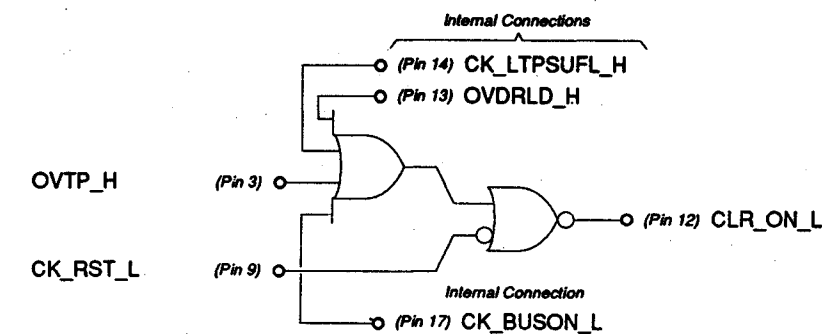 Internal Connections
(Pin 14) CK_LTPSUFL_H
(Pin 13) OVDRLD_H
OVTP_H (Pin 3)
(Pin 12) CLR_ON_L
CK_RST_L (Pin 9)
Internal Connection
(Pin 17) CK_BUSON_L